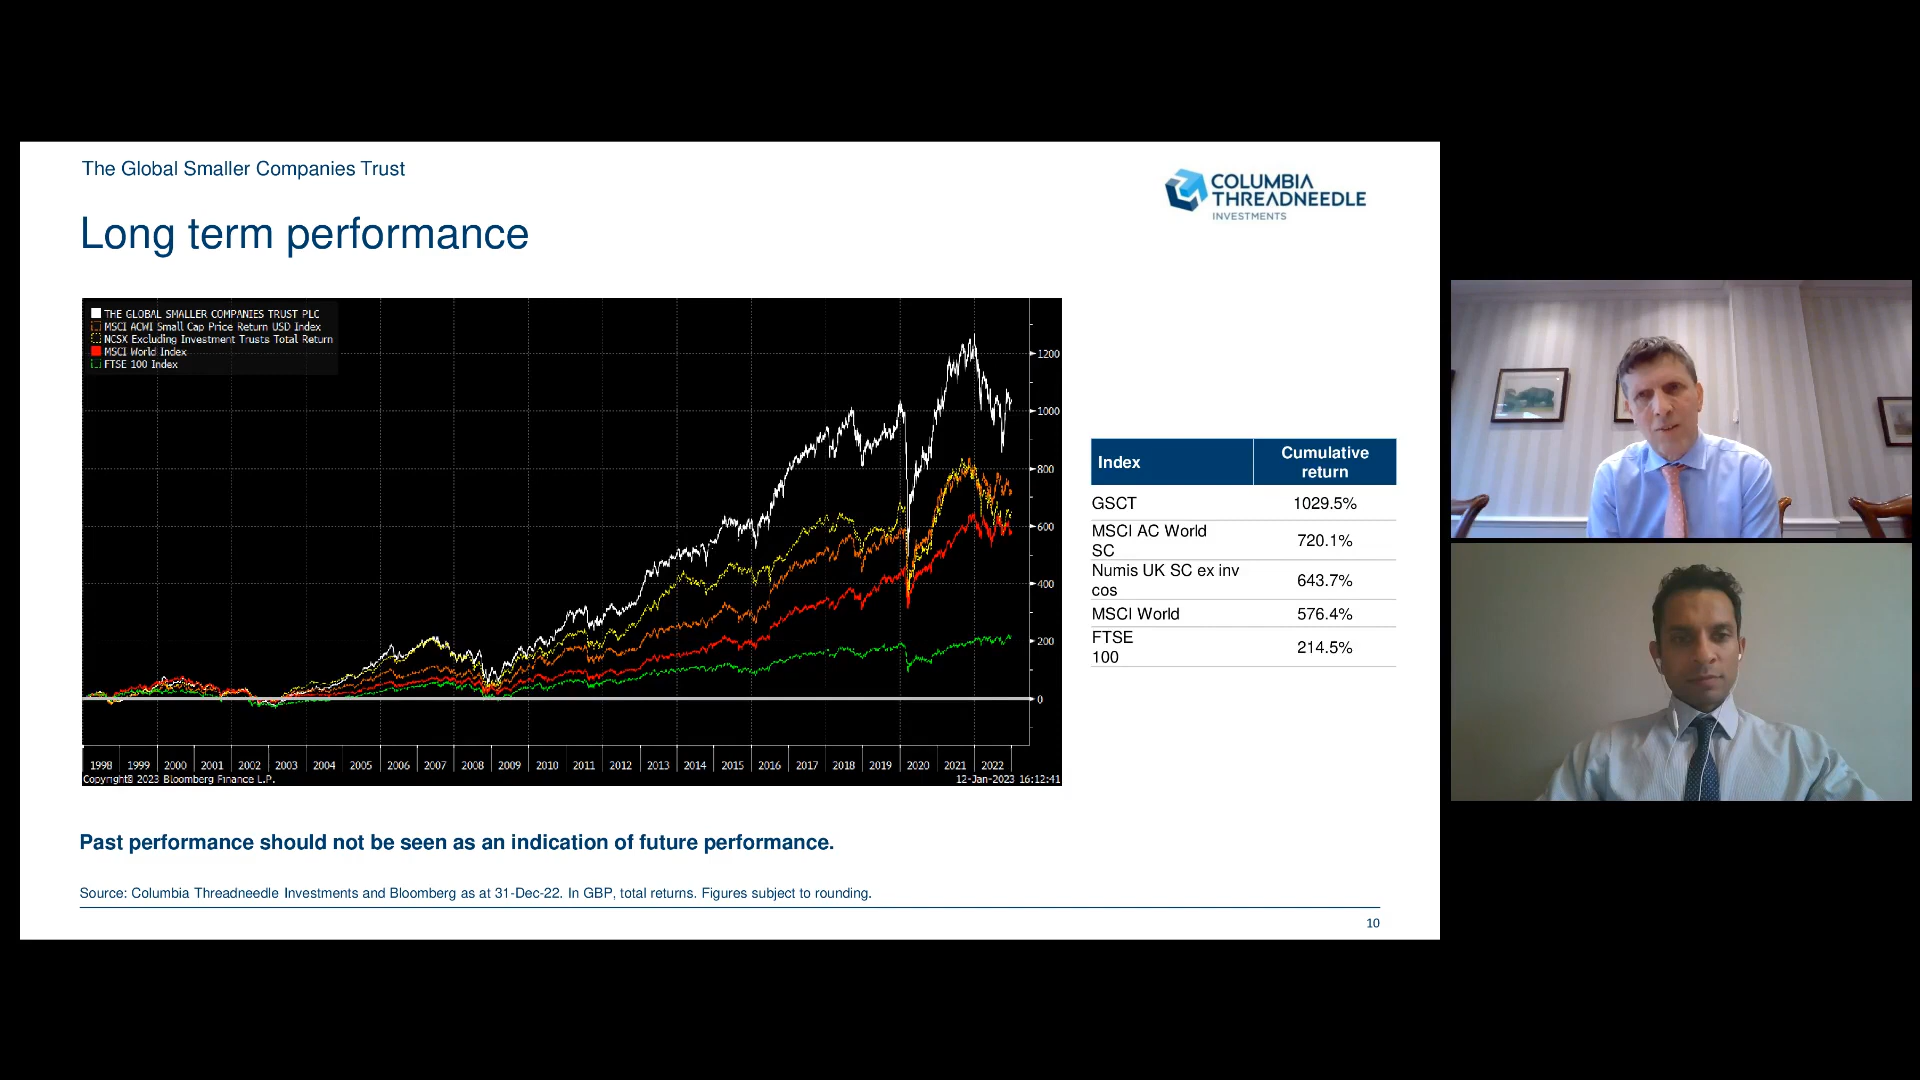 The Global Smaller Companies Trust
COLUMBIA
THREADNEEDLE
INVESTMENTS
Long term performance
THE GLOBAL SMALLER COMPANIES TRUST PLC
MSCI ACWI Small Cap Price Return USD Index
NCSX Excluding Investment Trusts Total Return
MSCI World Index
FTSE 100 Index
1200
1000
800
600
400
200
0
1998 1999 2000 2001 2002 2003 2004 2005 2006 2007 2008 2009 2010 2011 2012 2013 2014 2015 2016 2017 2018 2019 2020 2021 2022
Copyright© 2023 Bloomberg Finance L.P.
12-Jan-2023 16:12:41
Index Cumulative
return
GSCT 1029.5%
MSCI AC World
SC 720.1%
Numis UK SC ex inv
cos 643.7%
MSCI World 576.4%
FTSE
100 214.5%
Past performance should not be seen as an indication of future performance.
Source: Columbia Threadneedle Investments and Bloomberg as at 31-Dec-22. In GBP, total returns. Figures subject to rounding.
10